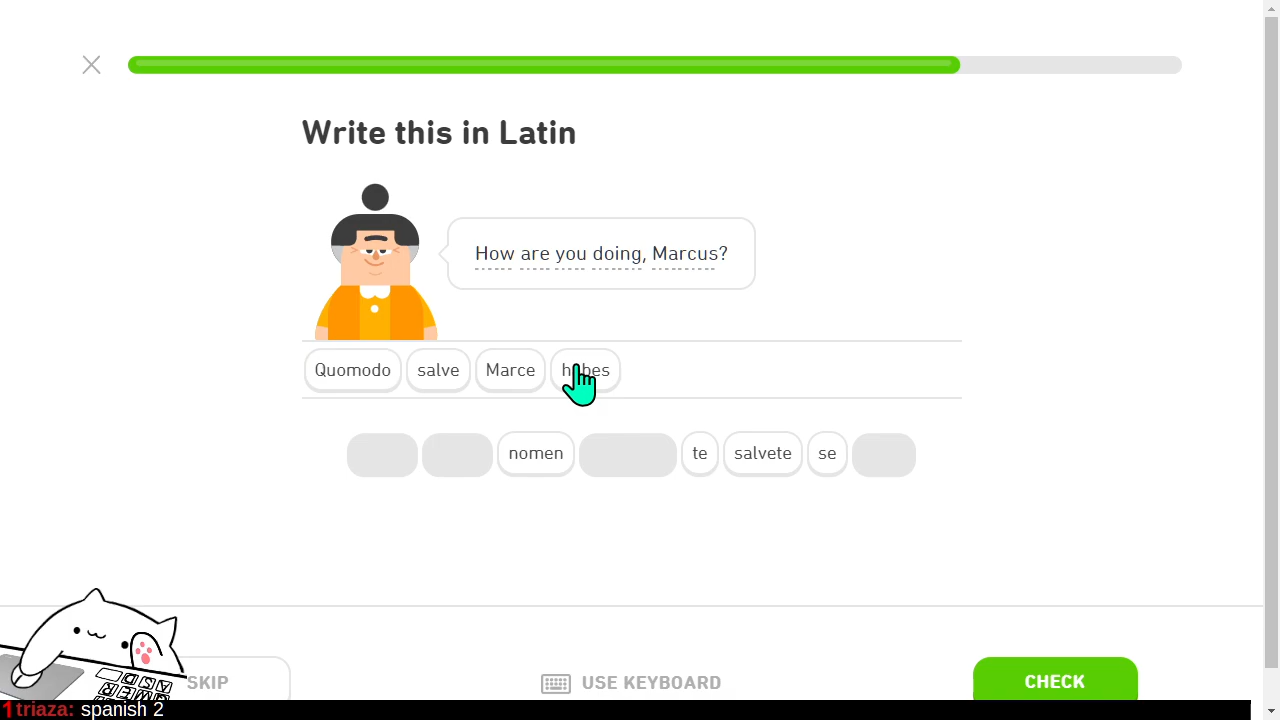 Write this in Latin
How are you doing, Marcus?
Quomodo salve Marce habes
nomen te salvete se
SKIP USE KEYBOARD CHECK
1triaza: spanish 2